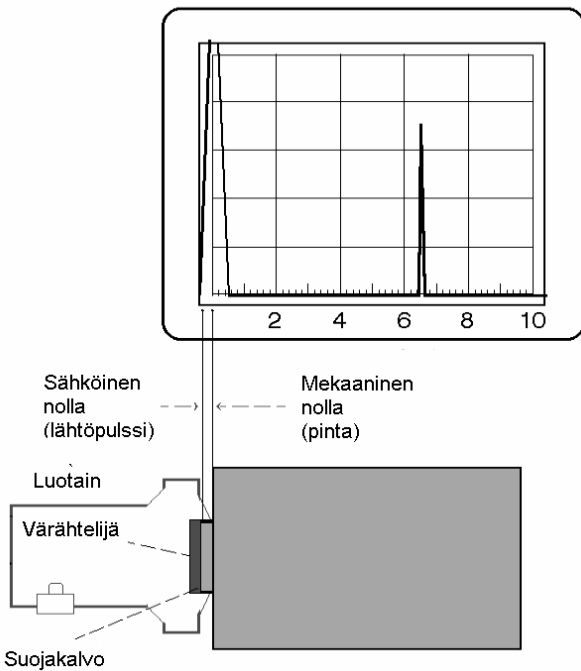 2 4 6 8 10
Sähköinen
nolla
(lähtöpulssi)
Mekaaninen
nolla
(pinta)
Luotain
Värähtelijä
Suojakalvo